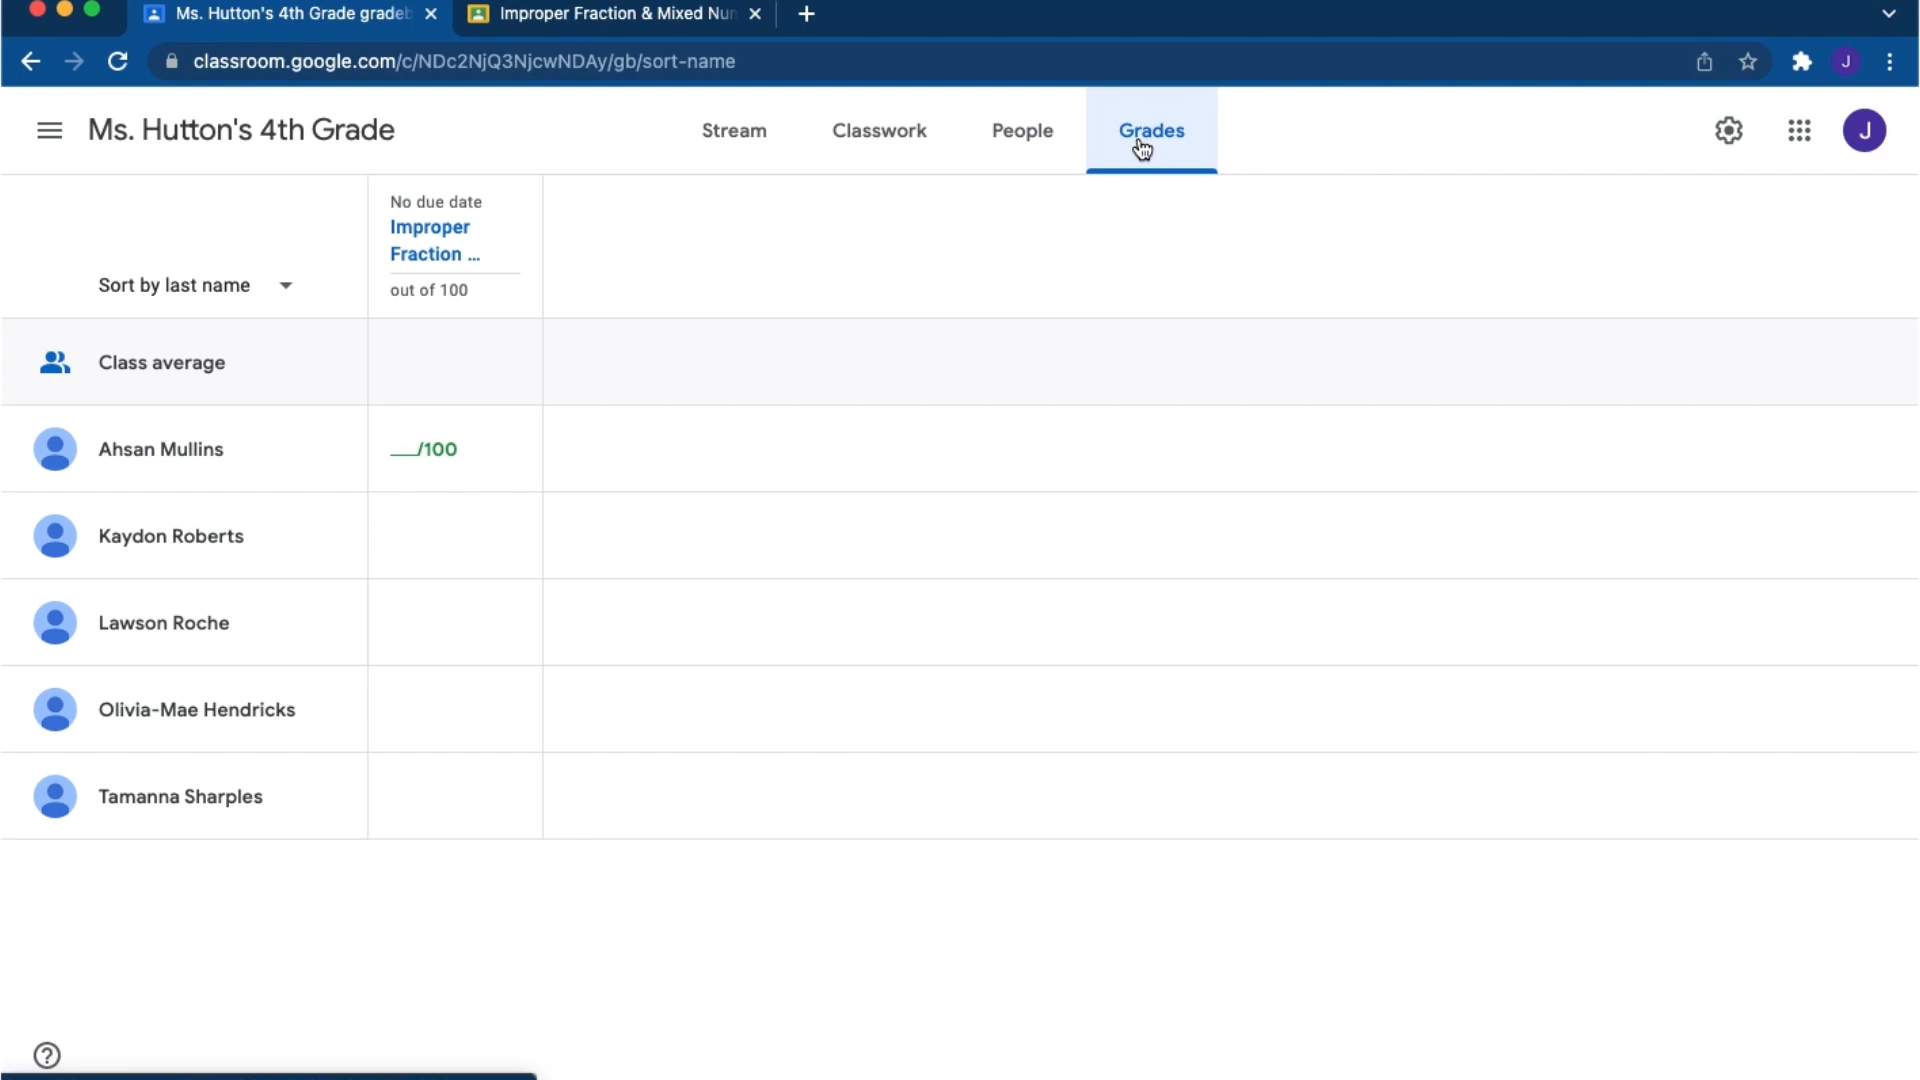 Ms. Hutton's 4th Grade gradeb
Improper Fraction & Mixed Nun
classroom.google.com/c/NDc2NjQ3NjcwNDAy/gb/sort-name
J
Ms. Hutton's 4th Grade
Stream
Classwork
People
Grades
J
No due date
Improper
Fraction ...
Sort by last name
out of 100
Class average
Ahsan Mullins
__/100
Kaydon Roberts
Lawson Roche
Olivia-Mae Hendricks
Tamanna Sharples